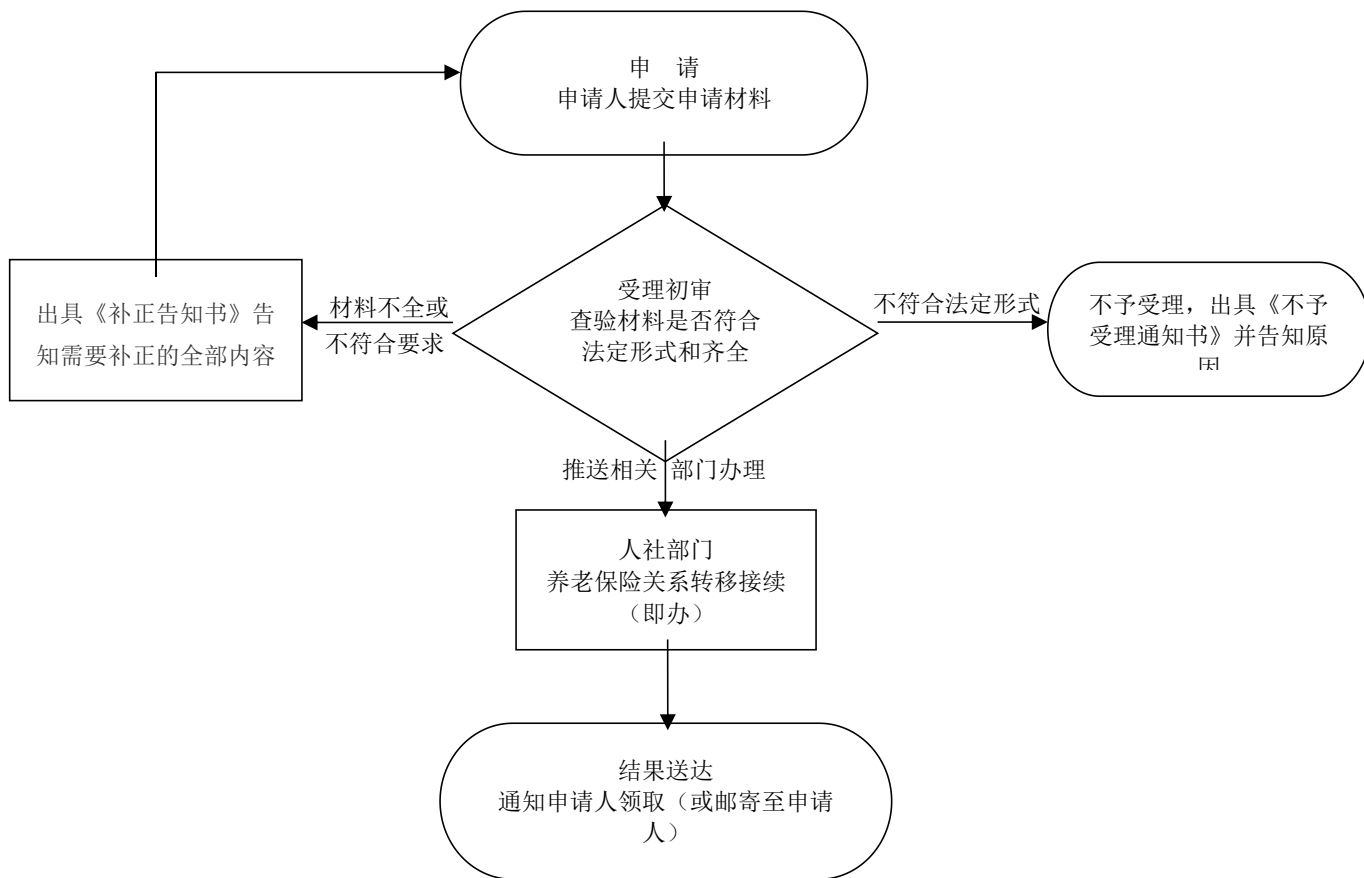 申 请
申请人提交申请材料
受理初审
查验材料是否符合
法定形式和齐全
材料不全或
不符合要求
出具《补正告知书》告
知需要补正的全部内容
不符合法定形式
不予受理，出具《不予
受理通知书》并告知原
因
推送相关 部门办理
人社部门
养老保险关系转移接续
（即办）
结果送达
通知申请人领取（或邮寄至申请
人）